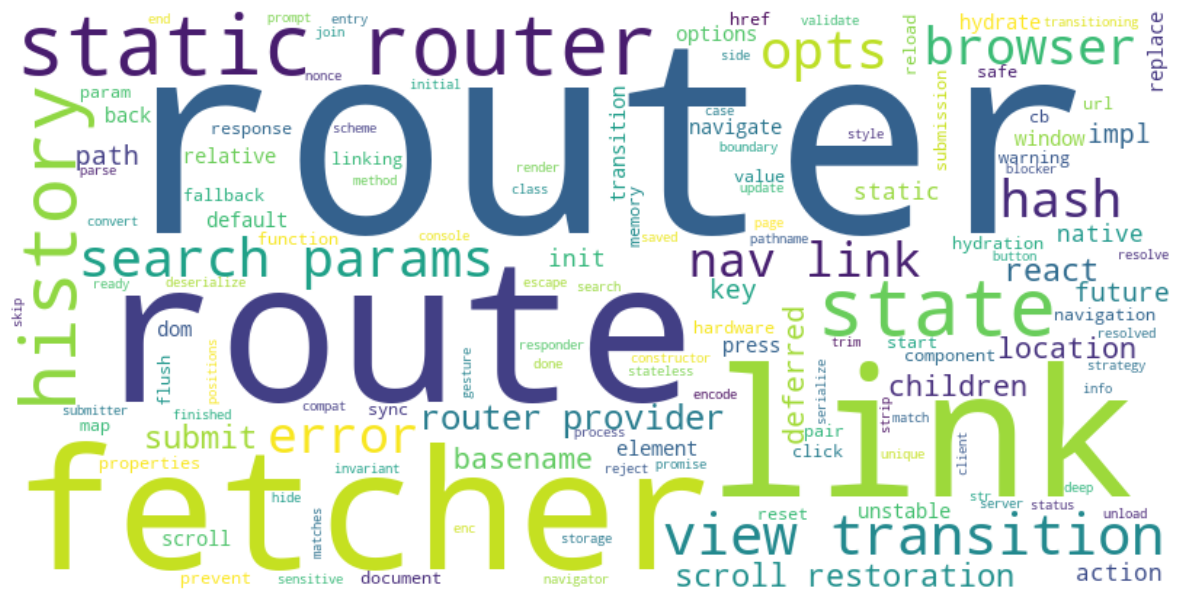 end
prompt
entry
join
static router
nonce
initial
href
options
side
opts
validate
reload
browser
hydrate
transitioning
replace
safe
history
param
back
path
parse
router
response
scheme
relative
linking
method
fallback
default
render
class
convert
transition
memory
case
navigate
boundary
style
value
update
static
submission
cb
url
window
impl
warning
blocker
hash
function
console
saved
page
pathname
hydration
native
button
resolve
search params
init
nav link
react
ready
deserialize
escape
search
key
state
future
navigation
skip
route
dom
positions
flush
gesture
responder
done
hardware
press
constructor
stateless
encode
deferred
trim
start
component
location
resolved
strategy
serialize
children
info
link
submitter
map
finished
compat
sync
router provider
process
strip
match
submit
error
element
pair
click
unique
client
properties
invariant
basename
reject
promise
fetcher
hide
matches
enc
storage
scroll
reset
unstable
str
server
status
deep
unload
view transition
prevent
sensitive
document
navigator
scroll restoration
action